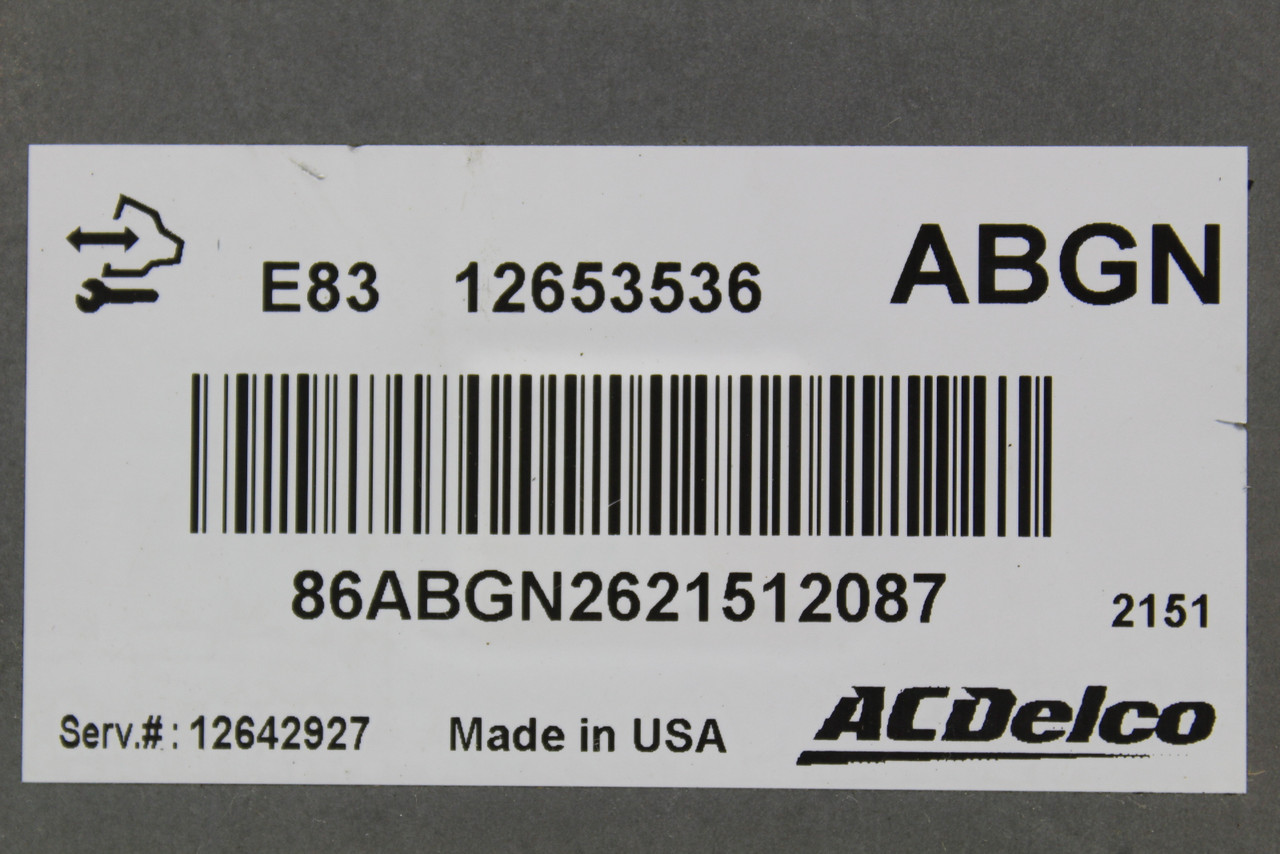 E83 12653536 ABGN
86ABGN2621512087 2151
Serv.#: 12642927 Made in USA ACDelco